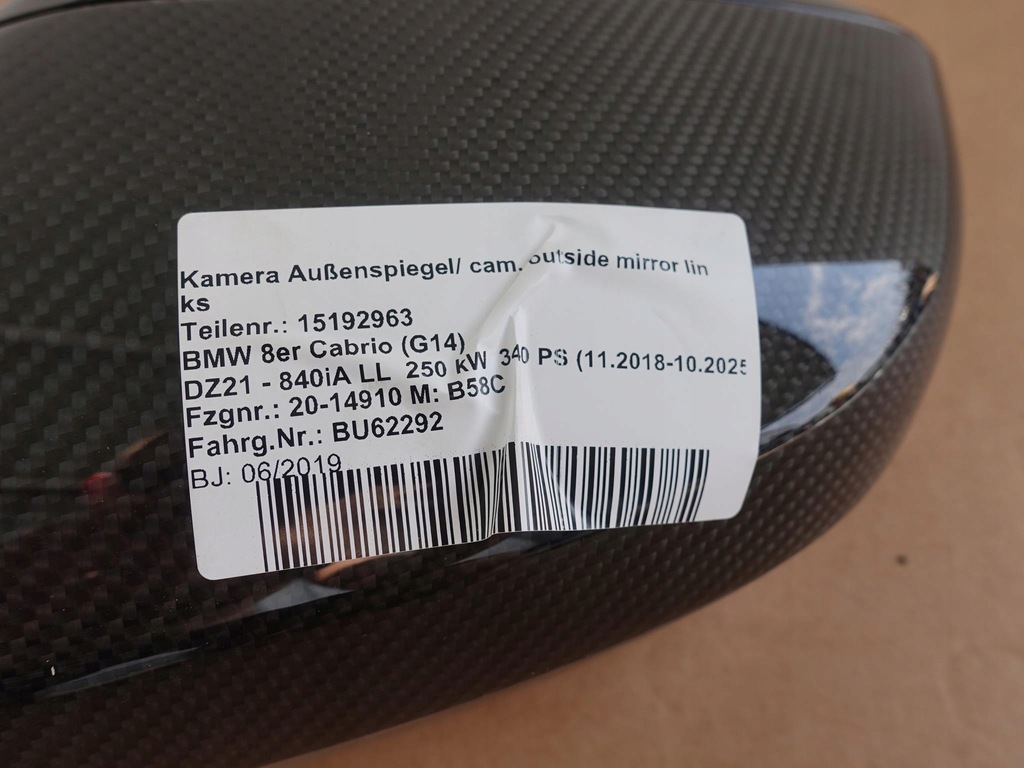 Kamera Außenspiegel/ cam. outside mirror lin
ks
Teilenr.: 15192963
BMW 8er Cabrio (G14)
DZ21 - 840iA LL 250 kW 340 PS (11.2018-10.2025
Fzgnr.: 20-14910 M: B58C
Fahrg.Nr.: BU62292
BJ: 06/2019